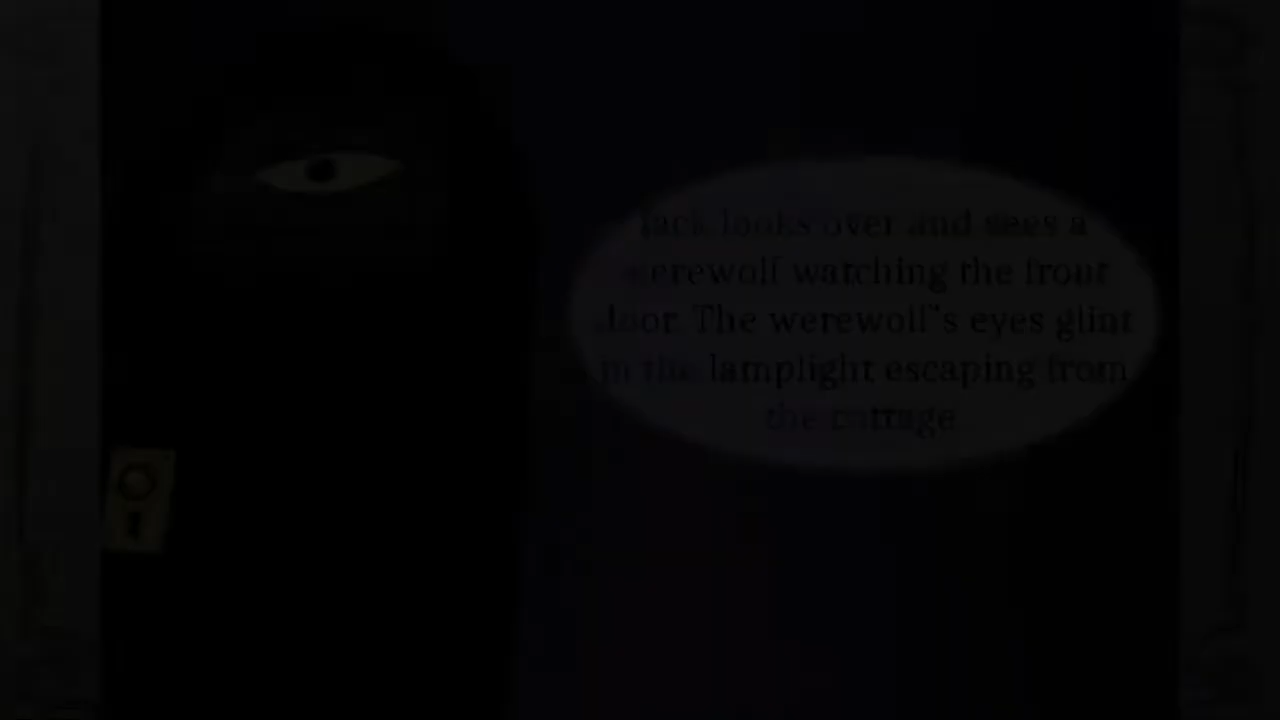 Jack looks over and sees a
werewolf watching the front
door. The werewolf's eyes glint
in the lamplight escaping from
the cottage.